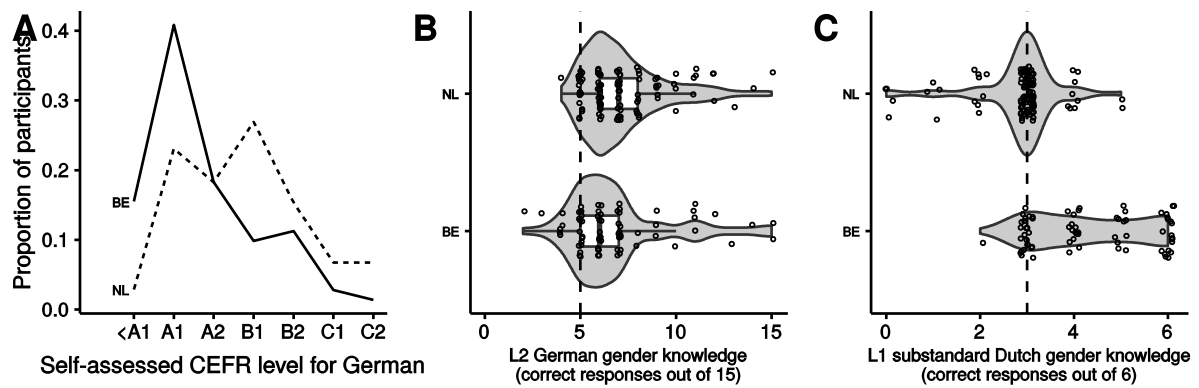 A
Proportion of participants
0.4
0.3
0.2
0.1
0.0
BE
NL
<A1 A1 A2 B1 B2 C1 C2
Self-assessed CEFR level for German
B
NL
BE
0 5 10 15
L2 German gender knowledge
(correct responses out of 15)
C
NL
BE
0 2 4 6
L1 substandard Dutch gender knowledge
(correct responses out of 6)